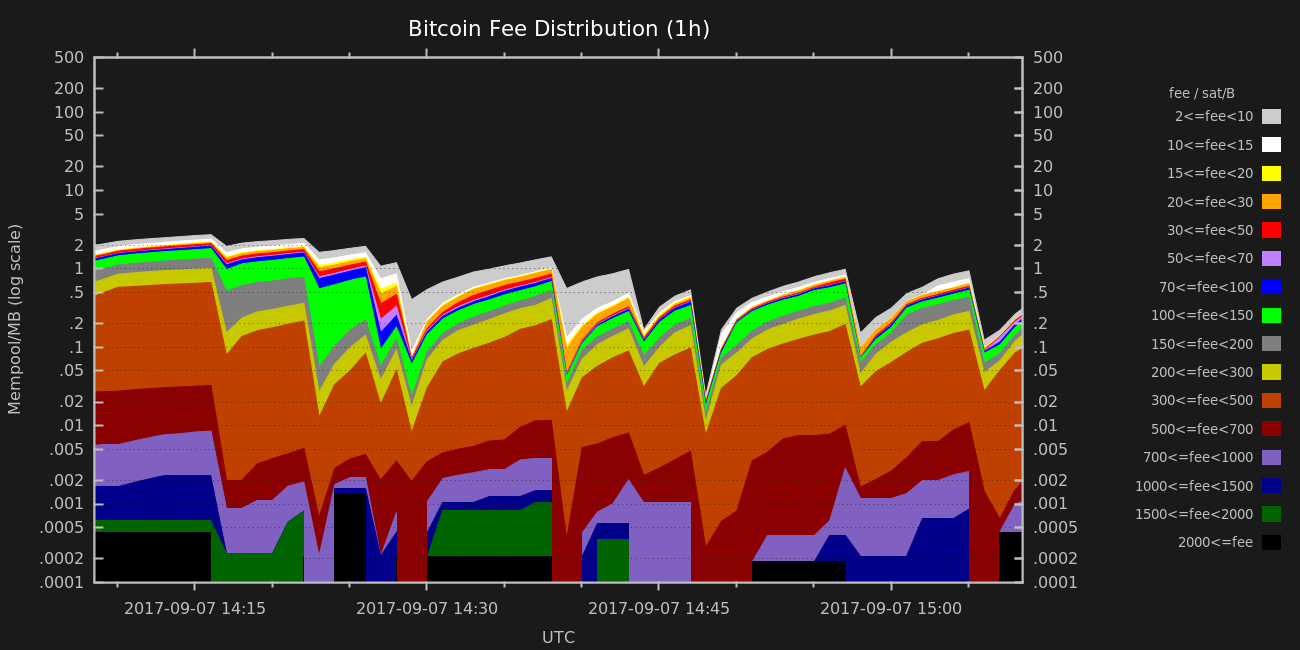 Bitcoin Fee Distribution (1h)
500
200
100
50
20
10
5
2
1
.5
.2
.1
.05
.02
.01
.005
.002
.001
.0005
.0002
.0001
Mempool/MB (log scale)
500
200
100
50
20
10
5
2
1
.5
.2
.1
.05
.02
.01
.005
.002
.001
.0005
.0002
.0001
2017-09-07 14:15
2017-09-07 14:30
2017-09-07 14:45
2017-09-07 15:00
UTC
fee / sat/B
2<=fee<10
10<=fee<15
15<=fee<20
20<=fee<30
30<=fee<50
50<=fee<70
70<=fee<100
100<=fee<150
150<=fee<200
200<=fee<300
300<=fee<500
500<=fee<700
700<=fee<1000
1000<=fee<1500
1500<=fee<2000
2000<=fee